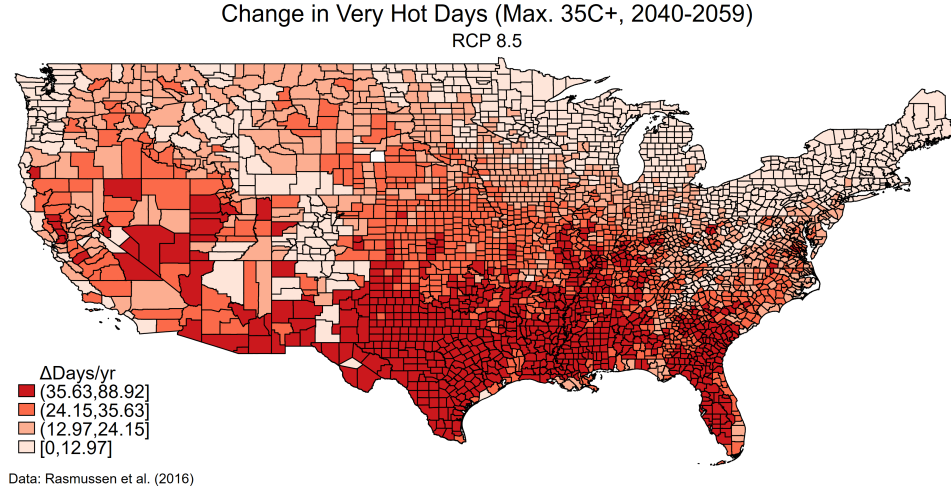 Change in Very Hot Days (Max. 35C+, 2040-2059)
RCP 8.5
ΔDays/yr
(35.63,88.92]
(24.15,35.63]
(12.97,24.15]
[0,12.97]
Data: Rasmussen et al. (2016)